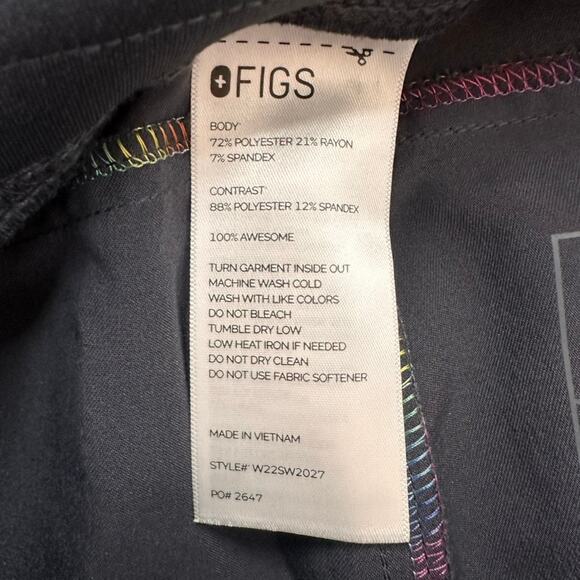 FIGS
BODY:
72% POLYESTER 21% RAYON
7% SPANDEX
CONTRAST:
88% POLYESTER 12% SPANDEX
100% AWESOME
TURN GARMENT INSIDE OUT
MACHINE WASH COLD
WASH WITH LIKE COLORS
DO NOT BLEACH
TUMBLE DRY LOW
LOW HEAT IRON IF NEEDED
DO NOT DRY CLEAN
DO NOT USE FABRIC SOFTENER
MADE IN VIETNAM
STYLE#: W22SW2027
PO# 2647